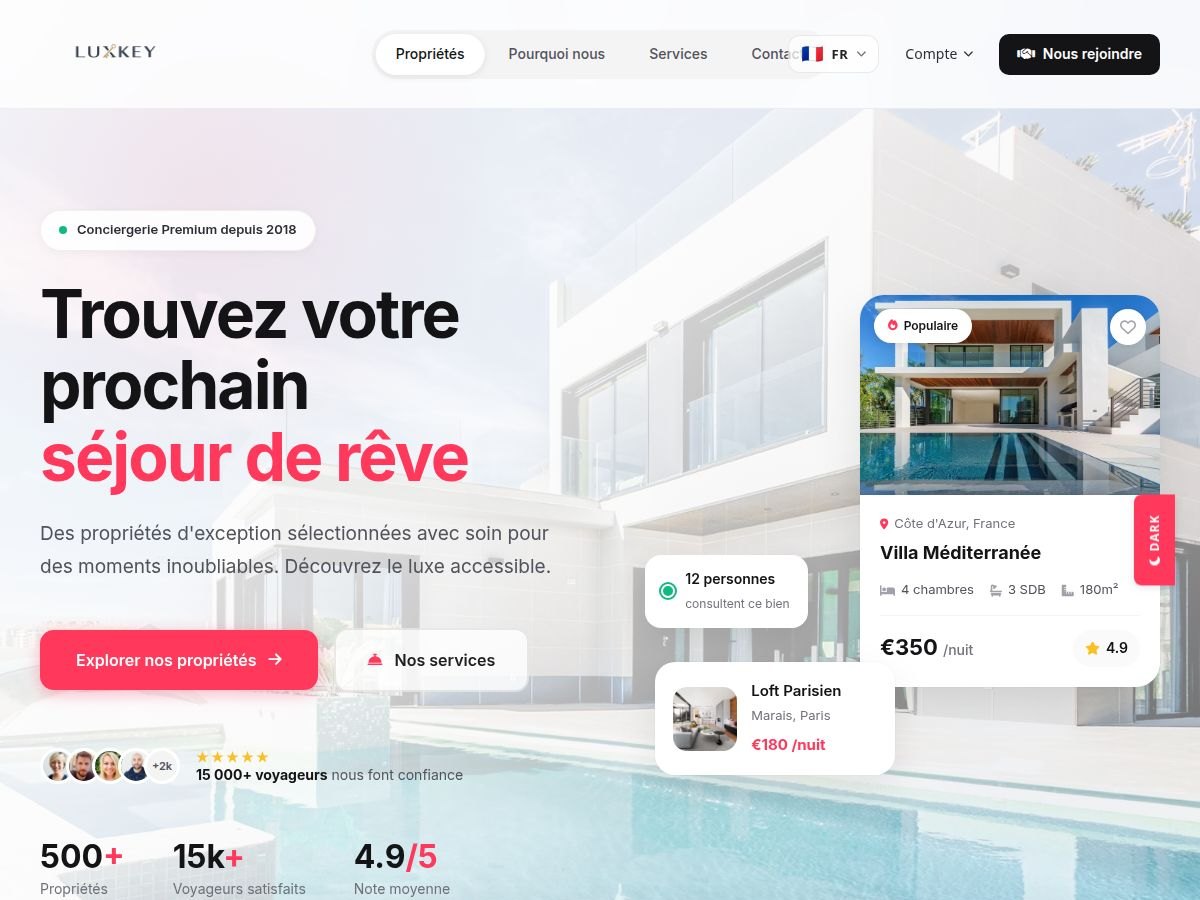 LUXKEY
Propriétés
Pourquoi nous
Services
Contac
FR
Compte
Nous rejoindre
Conciergerie Premium depuis 2018
Trouvez votre
prochain
séjour de rêve
Des propriétés d'exception sélectionnées avec soin pour
des moments inoubliables. Découvrez le luxe accessible.
Explorer nos propriétés
Nos services
+2k
15 000+ voyageurs nous font confiance
500+
Propriétés
15k+
Voyageurs satisfaits
4.9/5
Note moyenne
Populaire
Côte d'Azur, France
Villa Méditerranée
4 chambres
3 SDB
180m²
€350 /nuit
4.9
DARK
12 personnes
consultent ce bien
Loft Parisien
Marais, Paris
€180 /nuit